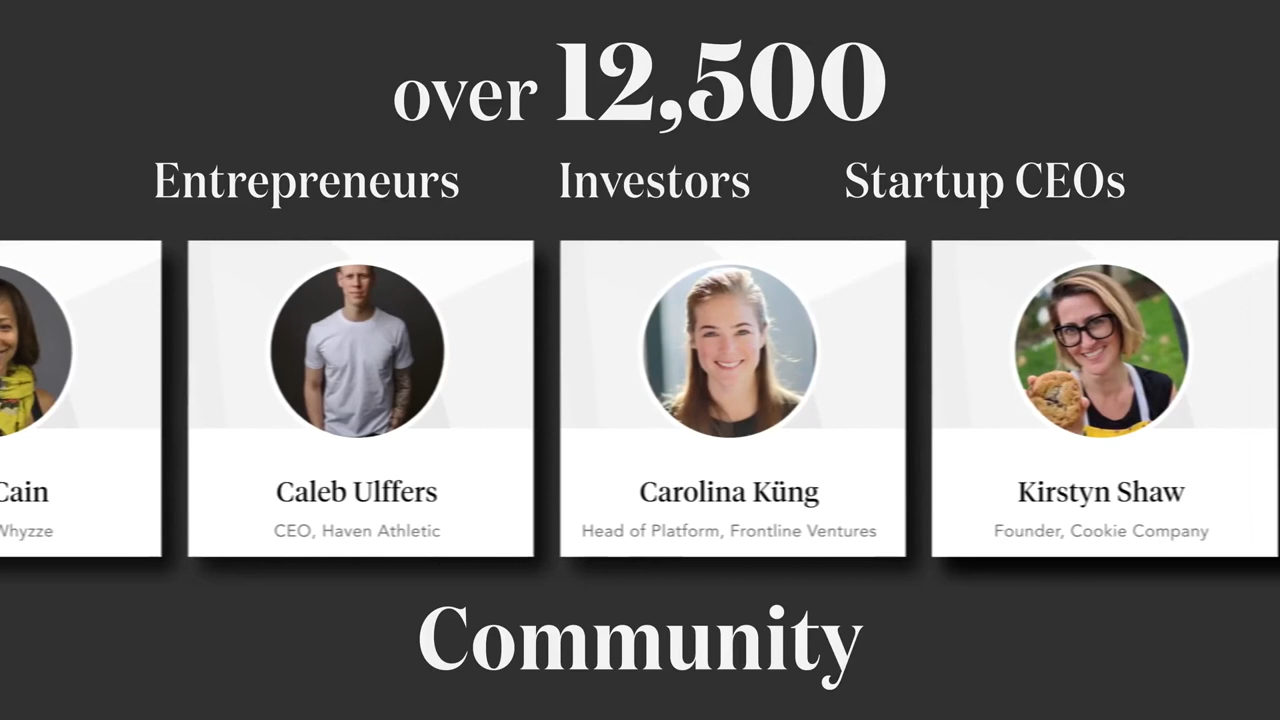 over 12,500
Entrepreneurs Investors Startup CEOs
Cain
Whyzze
Caleb Ulffers
CEO, Haven Athletic
Carolina Küng
Head of Platform, Frontline Ventures
Kirstyn Shaw
Founder, Cookie Company
Community